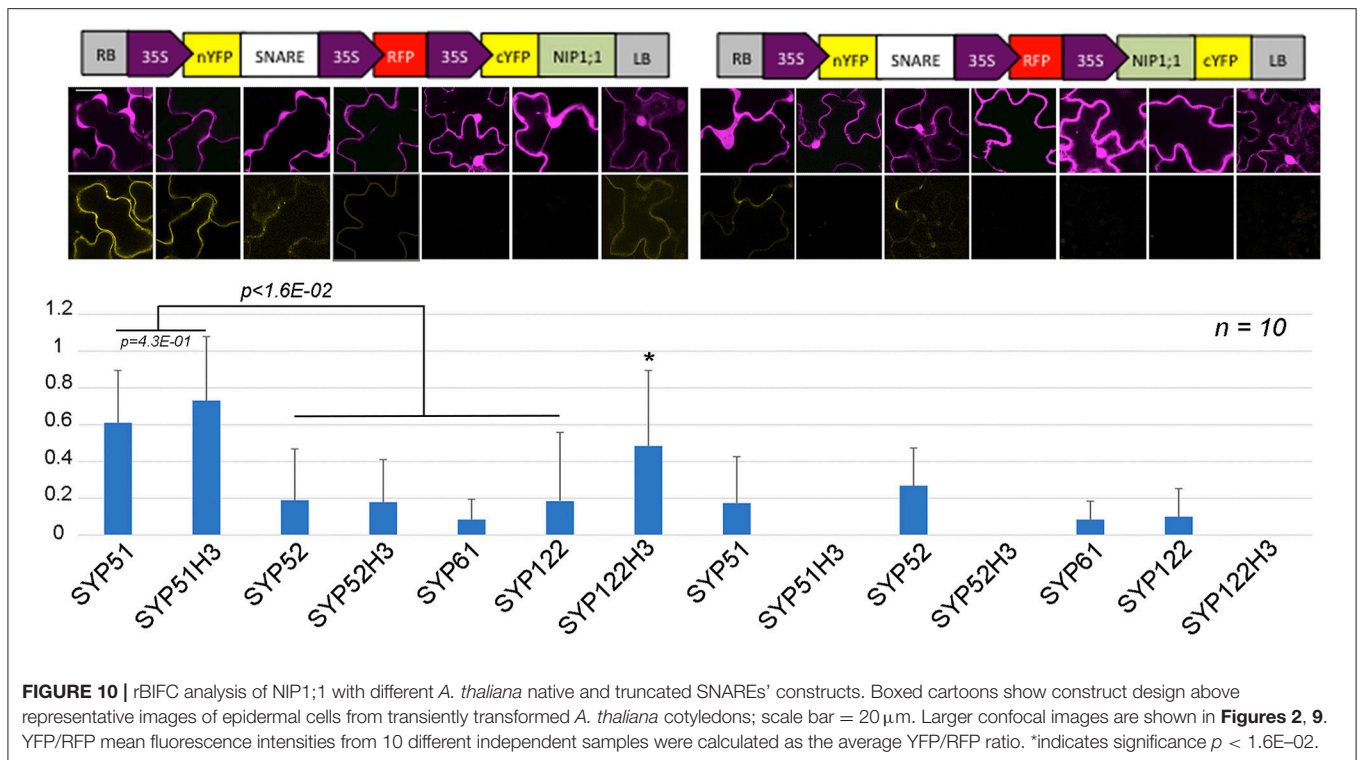 RB 35S nYFP SNARE 35S RFP 35S cYFP NIP1;1 LB
RB 35S nYFP SNARE 35S RFP 35S NIP1;1 cYFP LB
p<1.6E-02
p=4.3E-01
n = 10
*
1.2
1
0.8
0.6
0.4
0.2
0
SYP51
SYP51H3
SYP52
SYP52H3
SYP61
SYP122
SYP122H3
SYP51
SYP51H3
SYP52
SYP52H3
SYP61
SYP122
SYP122H3
FIGURE 10 | rBIFC analysis of NIP1;1 with different A. thaliana native and truncated SNAREs' constructs. Boxed cartoons show construct design above
representative images of epidermal cells from transiently transformed A. thaliana cotyledons; scale bar = 20 μm. Larger confocal images are shown in Figures 2, 9.
YFP/RFP mean fluorescence intensities from 10 different independent samples were calculated as the average YFP/RFP ratio. *indicates significance p < 1.6E–02.